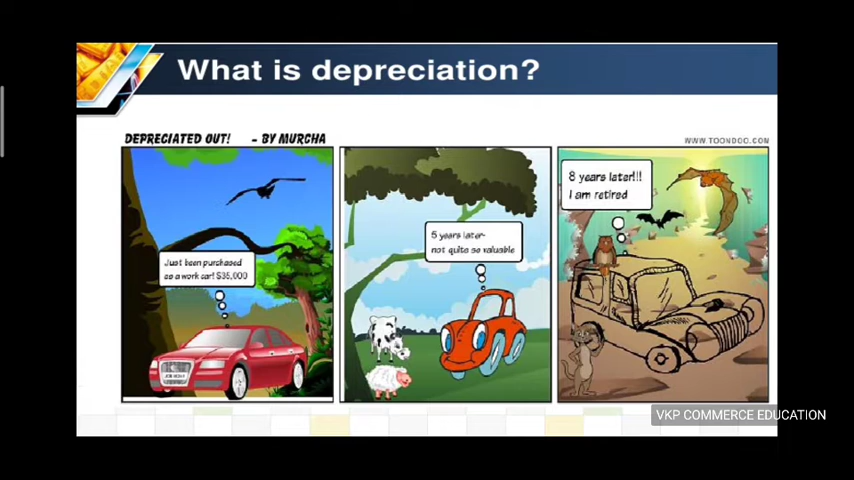 What is depreciation?
DEPRECIATED OUT! - BY MURCHA
WWW.TOONDOO.COM
Just been purchased
as a work car! $35,000
5 years later-
not quite so valuable
8 years later!!!
I am retired
VKP COMMERCE EDUCATION